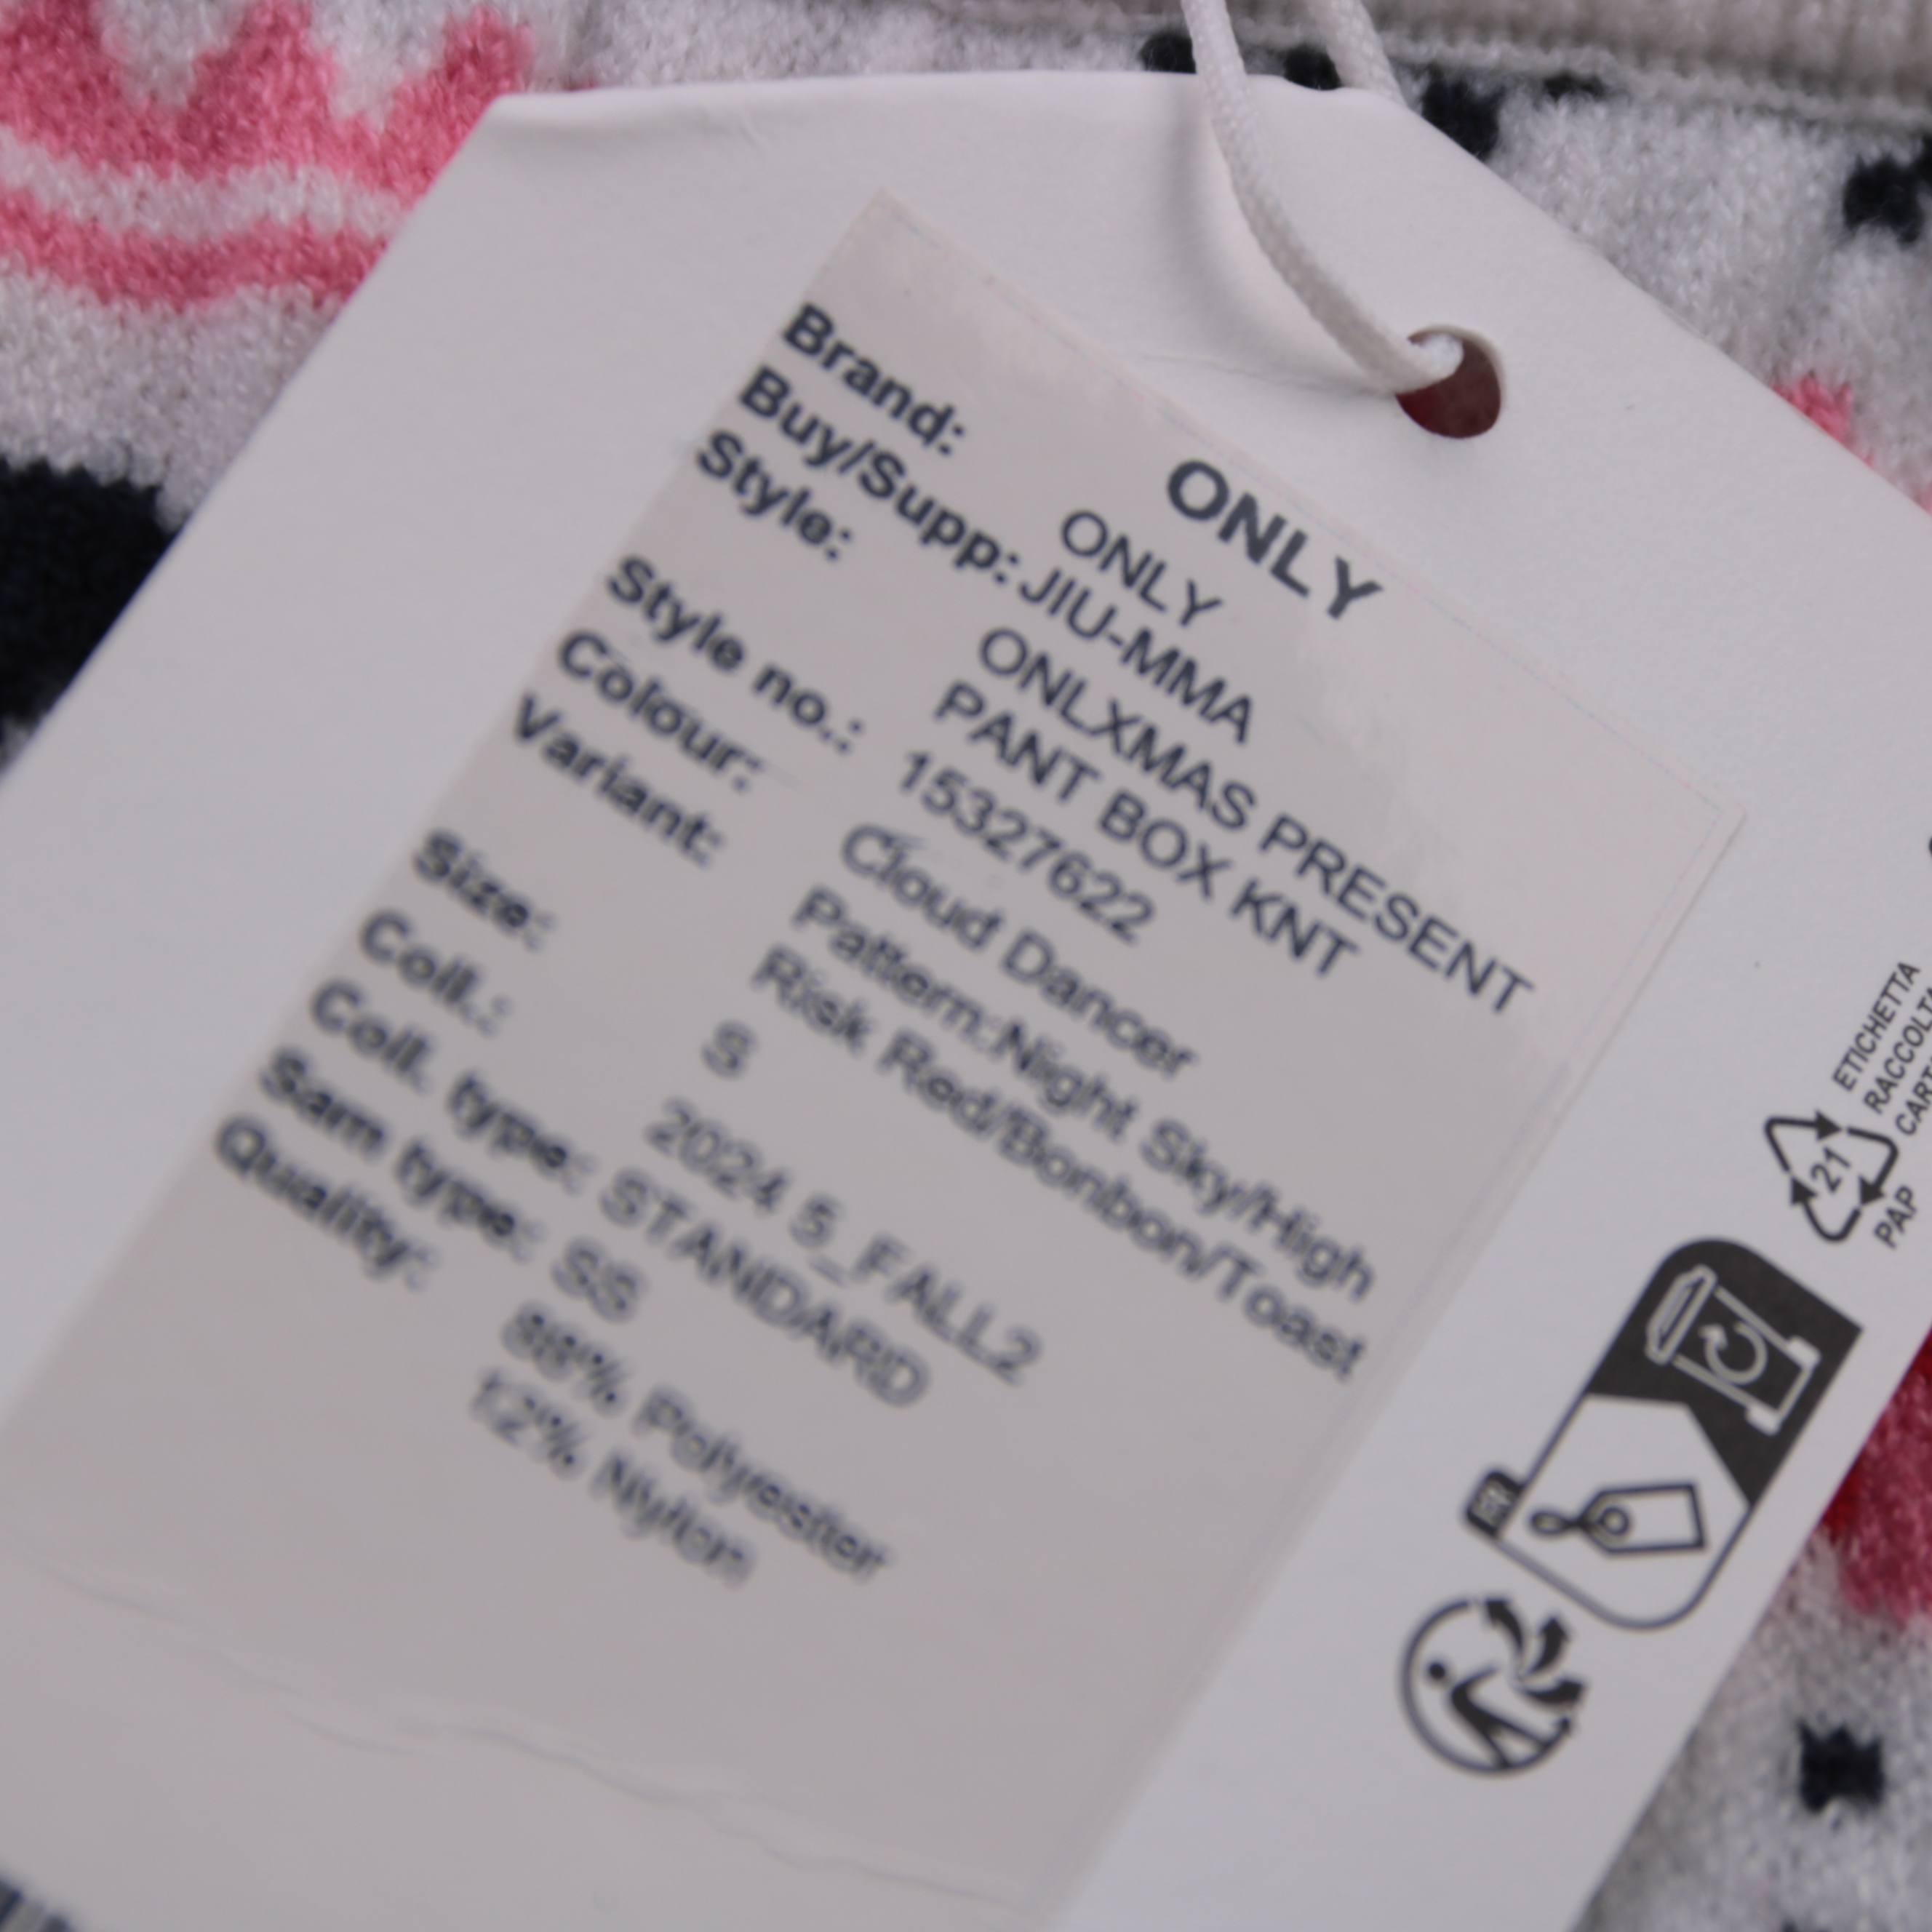 ONLY
Brand: ONLY
Buy/Supp: JIU-MMA
Style: ONLXMAS PRESENT
PANT BOX KNT
Style no.: 15327622
Colour: Cloud Dancer
Variant: Pattern:Night Sky/High
Risk Red/Bonbon/Toast
Size: S
Coll.: 2024 5_FALL2
Coll. type: STANDARD
Sam type: SS
Quality: 88% Polyester
12% Nylon
ETICHETTA
RACCOLTA
21
PAP
FR